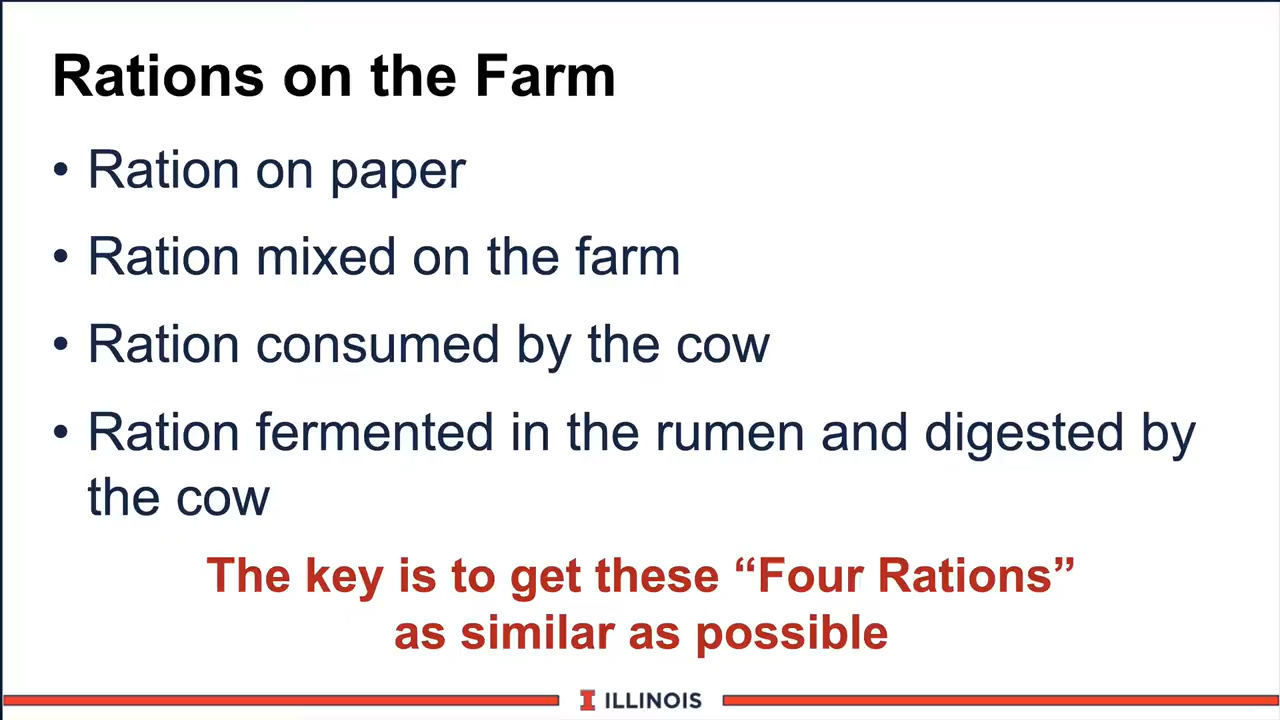 Rations on the Farm
• Ration on paper
• Ration mixed on the farm
• Ration consumed by the cow
• Ration fermented in the rumen and digested by
the cow
The key is to get these “Four Rations”
as similar as possible
I ILLINOIS